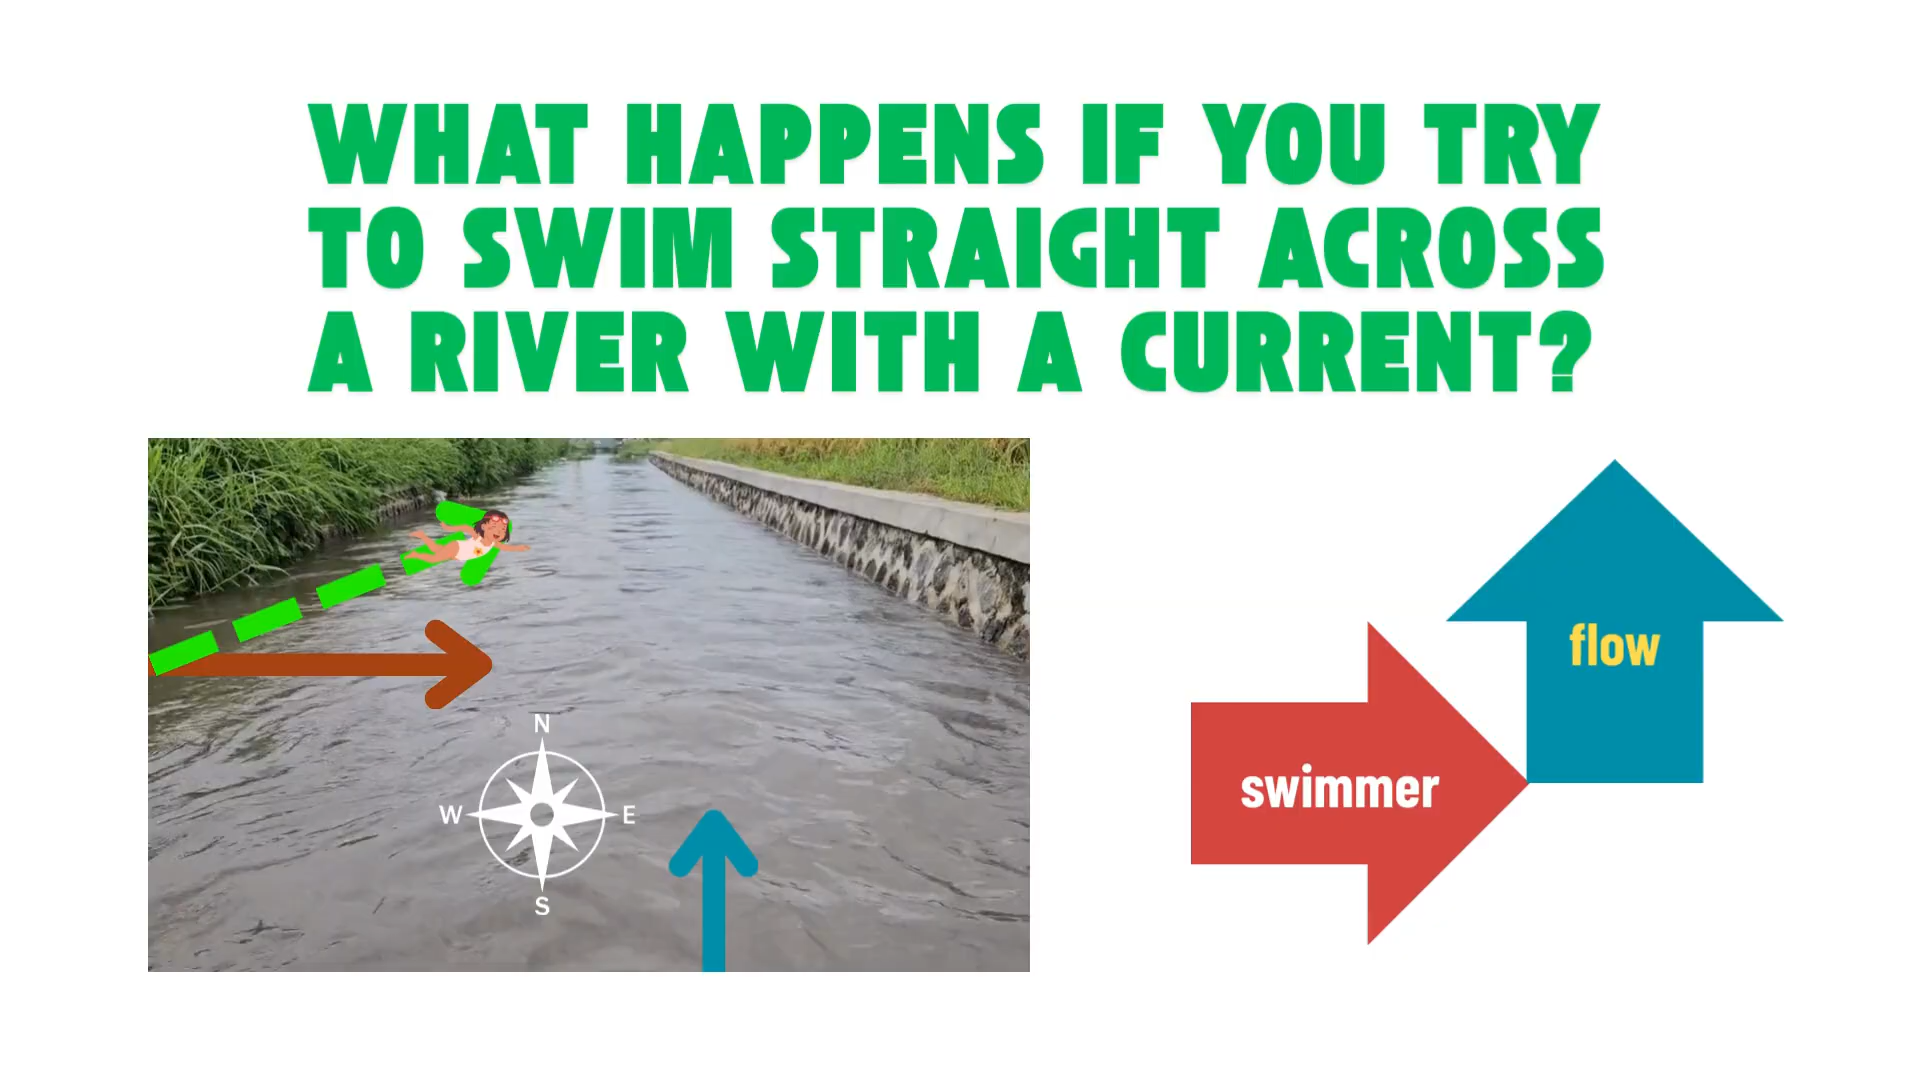 WHAT HAPPENS IF YOU TRY
TO SWIM STRAIGHT ACROSS
A RIVER WITH A CURRENT?
flow
swimmer
N
W E
S